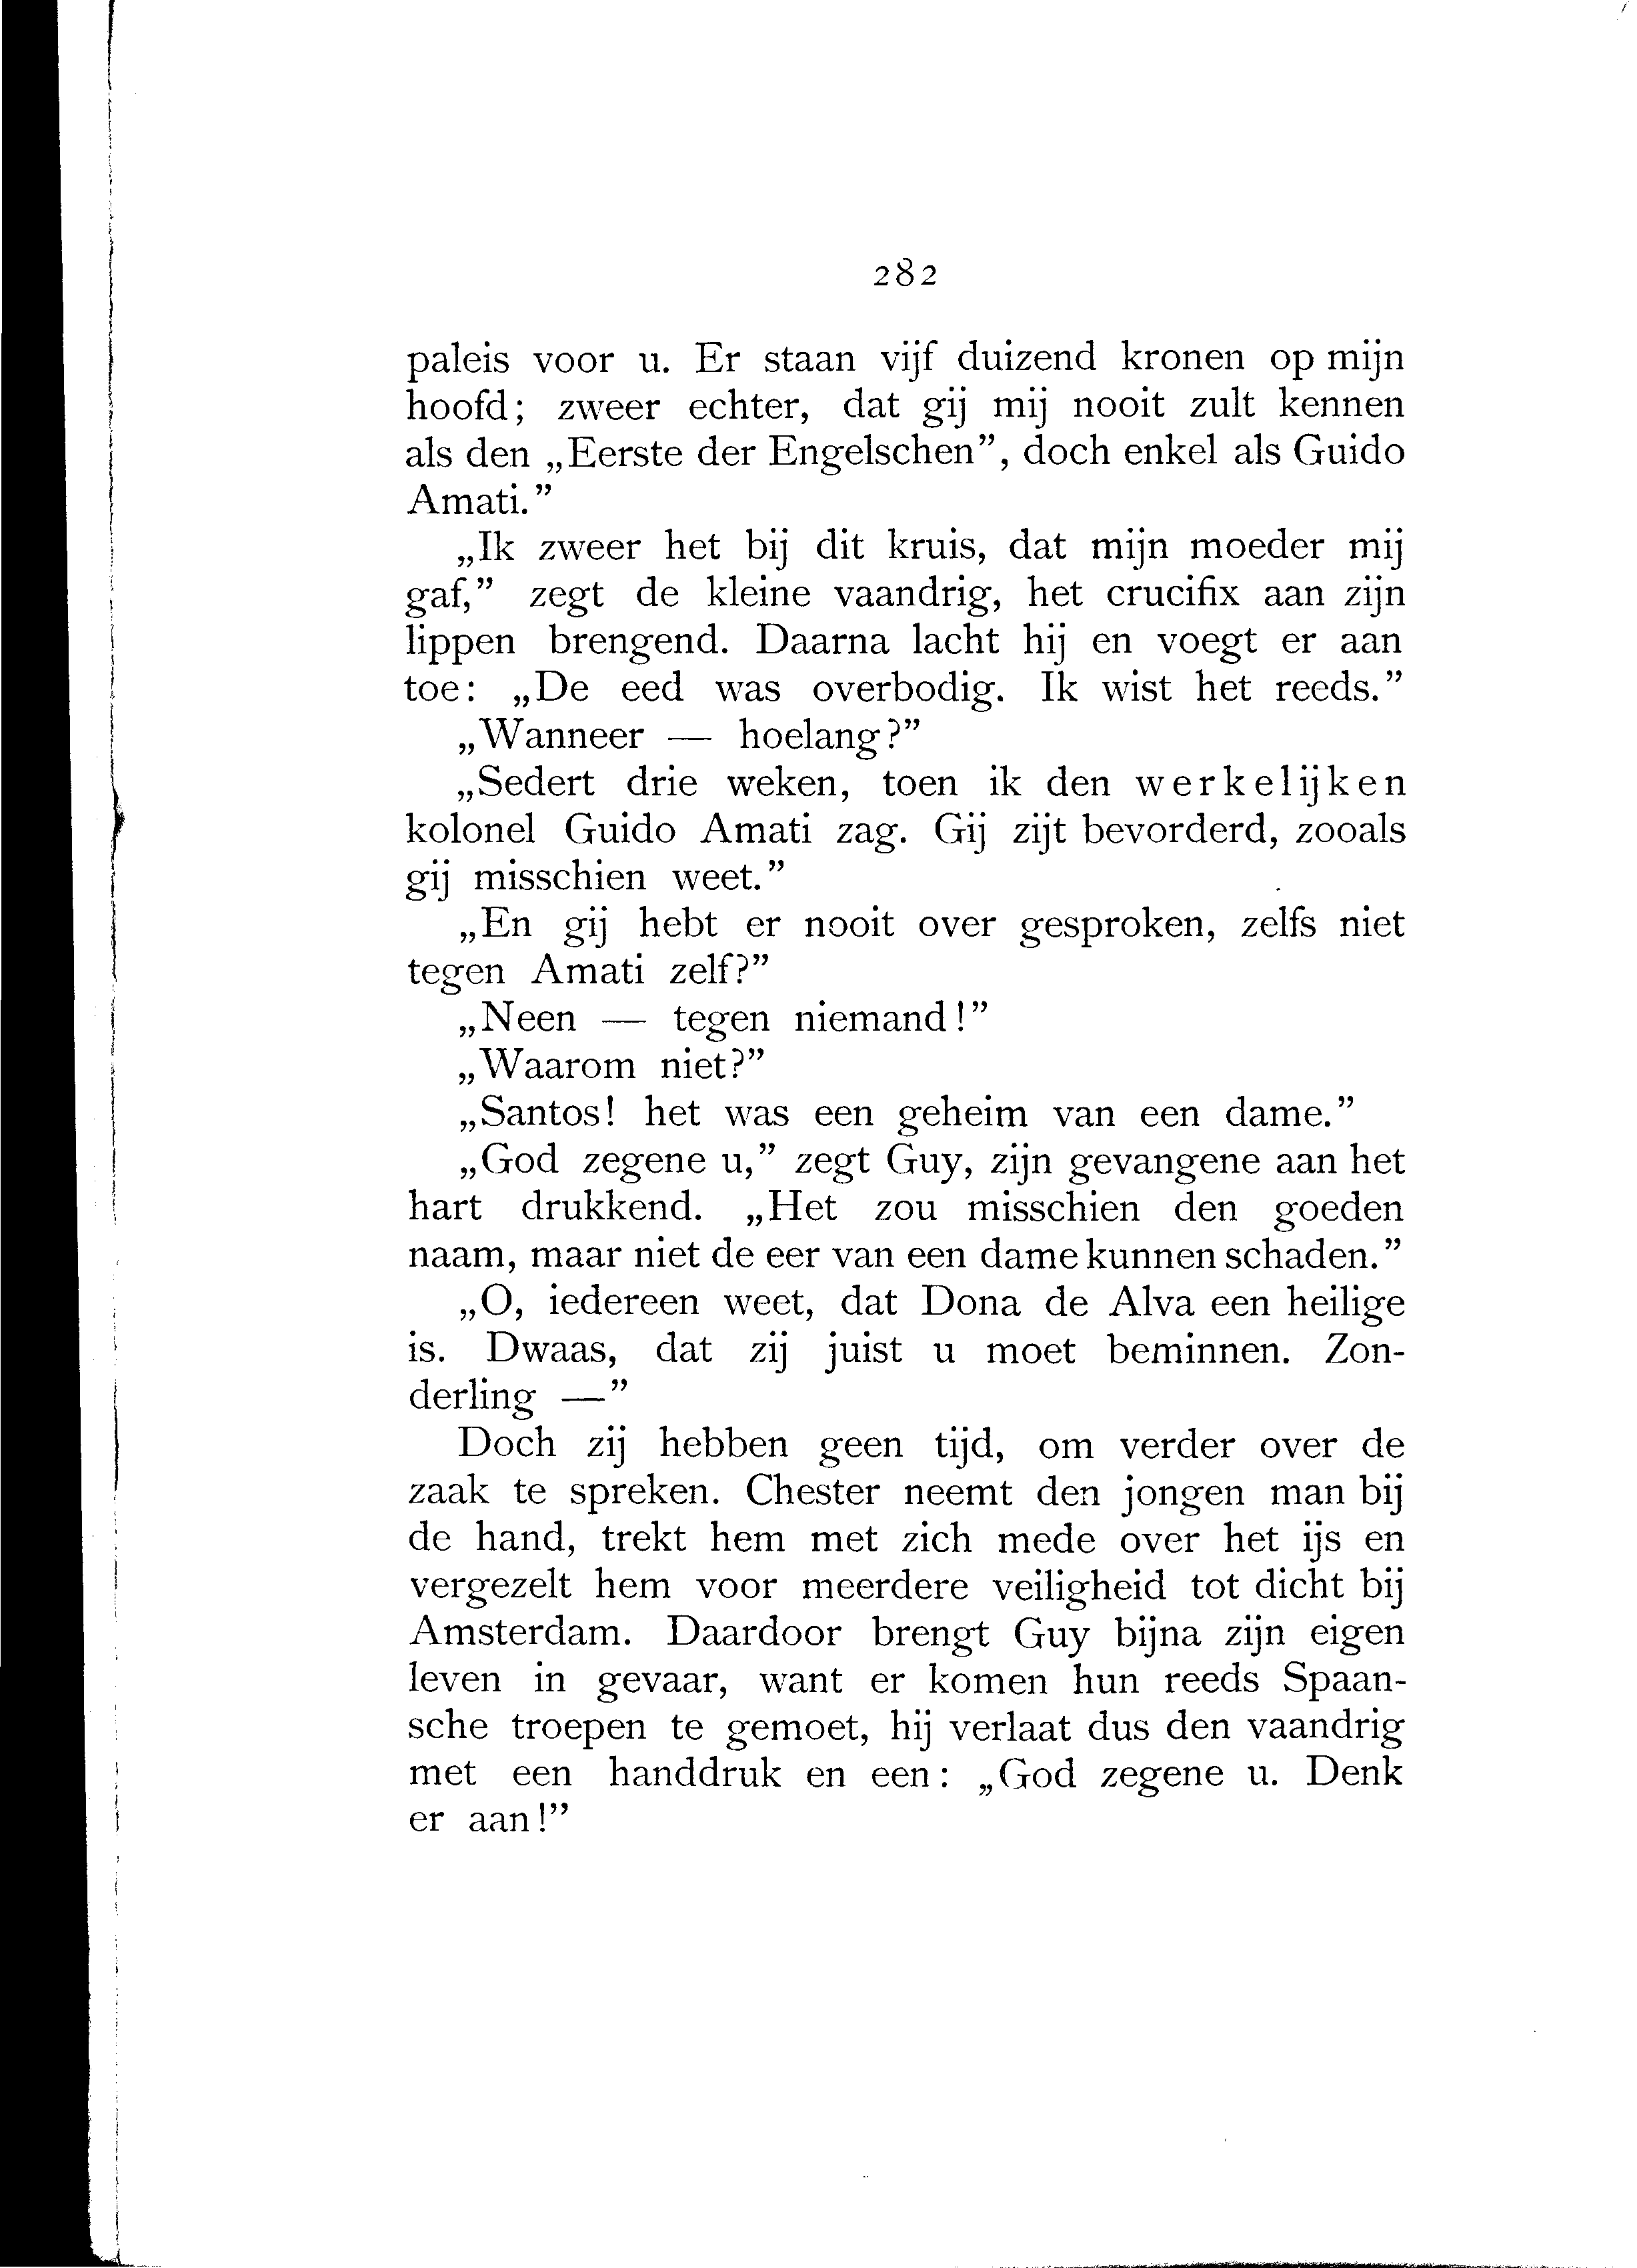 282
paleis voor u. Er staan vijf duizend kronen op mijn
hoofd; zweer echter, dat gij mij nooit zult kennen
als den „Eerste der Engelschen”, doch enkel als Guido
Amati.”
„Ik zweer het bij dit kruis, dat mijn moeder mij
gaf,” zegt de kleine vaandrig, het crucifix aan zijn
lippen brengend. Daarna lacht hij en voegt er aan
toe: „De eed was overbodig. Ik wist het reeds.”
„Wanneer — hoelang?”
„Sedert drie weken, toen ik den werkelijken
kolonel Guido Amati zag. Gij zijt bevorderd, zooals
gij misschien weet.”
„En gij hebt er nooit over gesproken, zelfs niet
tegen Amati zelf?”
„Neen — tegen niemand!”
„Waarom niet?”
„Santos! het was een geheim van een dame.”
„God zegene u,” zegt Guy, zijn gevangene aan het
hart drukkend. „Het zou misschien den goeden
naam, maar niet de eer van een dame kunnen schaden.”
„O, iedereen weet, dat Dona de Alva een heilige
is. Dwaas, dat zij juist u moet beminnen. Zon-
derling —”
Doch zij hebben geen tijd, om verder over de
zaak te spreken. Chester neemt den jongen man bij
de hand, trekt hem met zich mede over het ijs en
vergezelt hem voor meerdere veiligheid tot dicht bij
Amsterdam. Daardoor brengt Guy bijna zijn eigen
leven in gevaar, want er komen hun reeds Spaan-
sche troepen te gemoet, hij verlaat dus den vaandrig
met een handdruk en een: „God zegene u. Denk
er aan!”